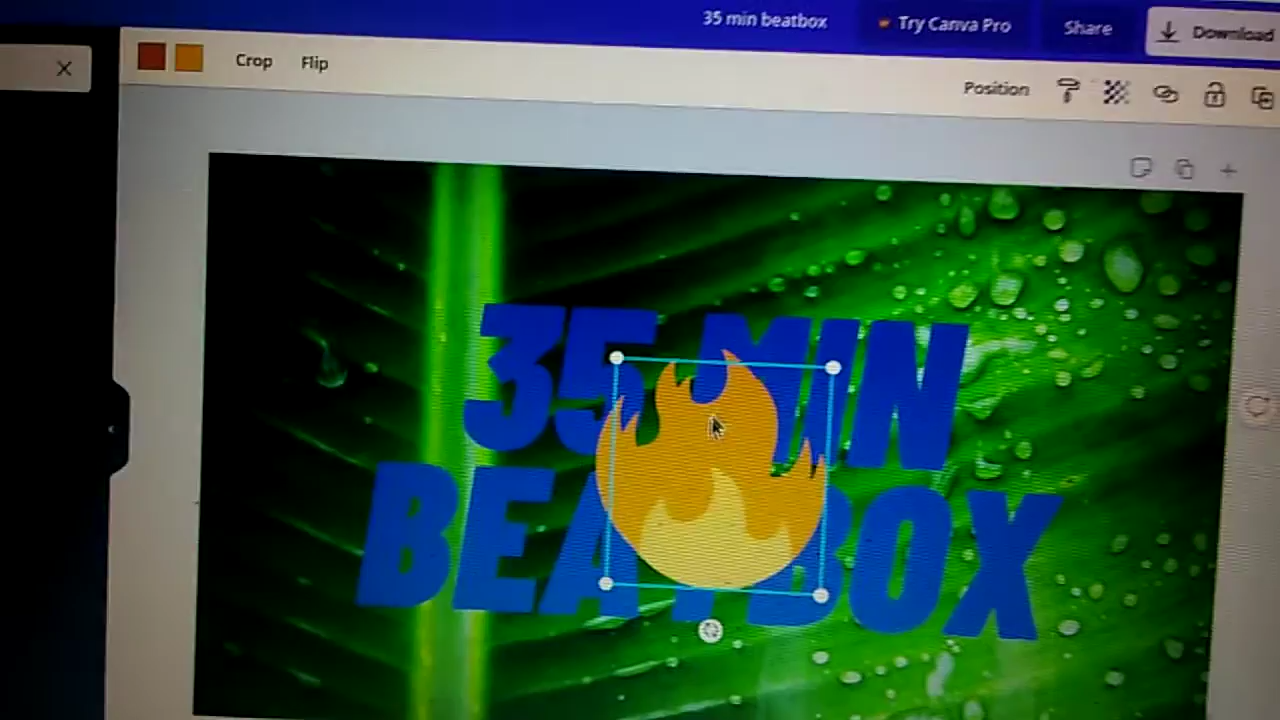 35 min beatbox
Try Canva Pro
Share
Download
Crop
Flip
Position
35 MIN
BEATBOX